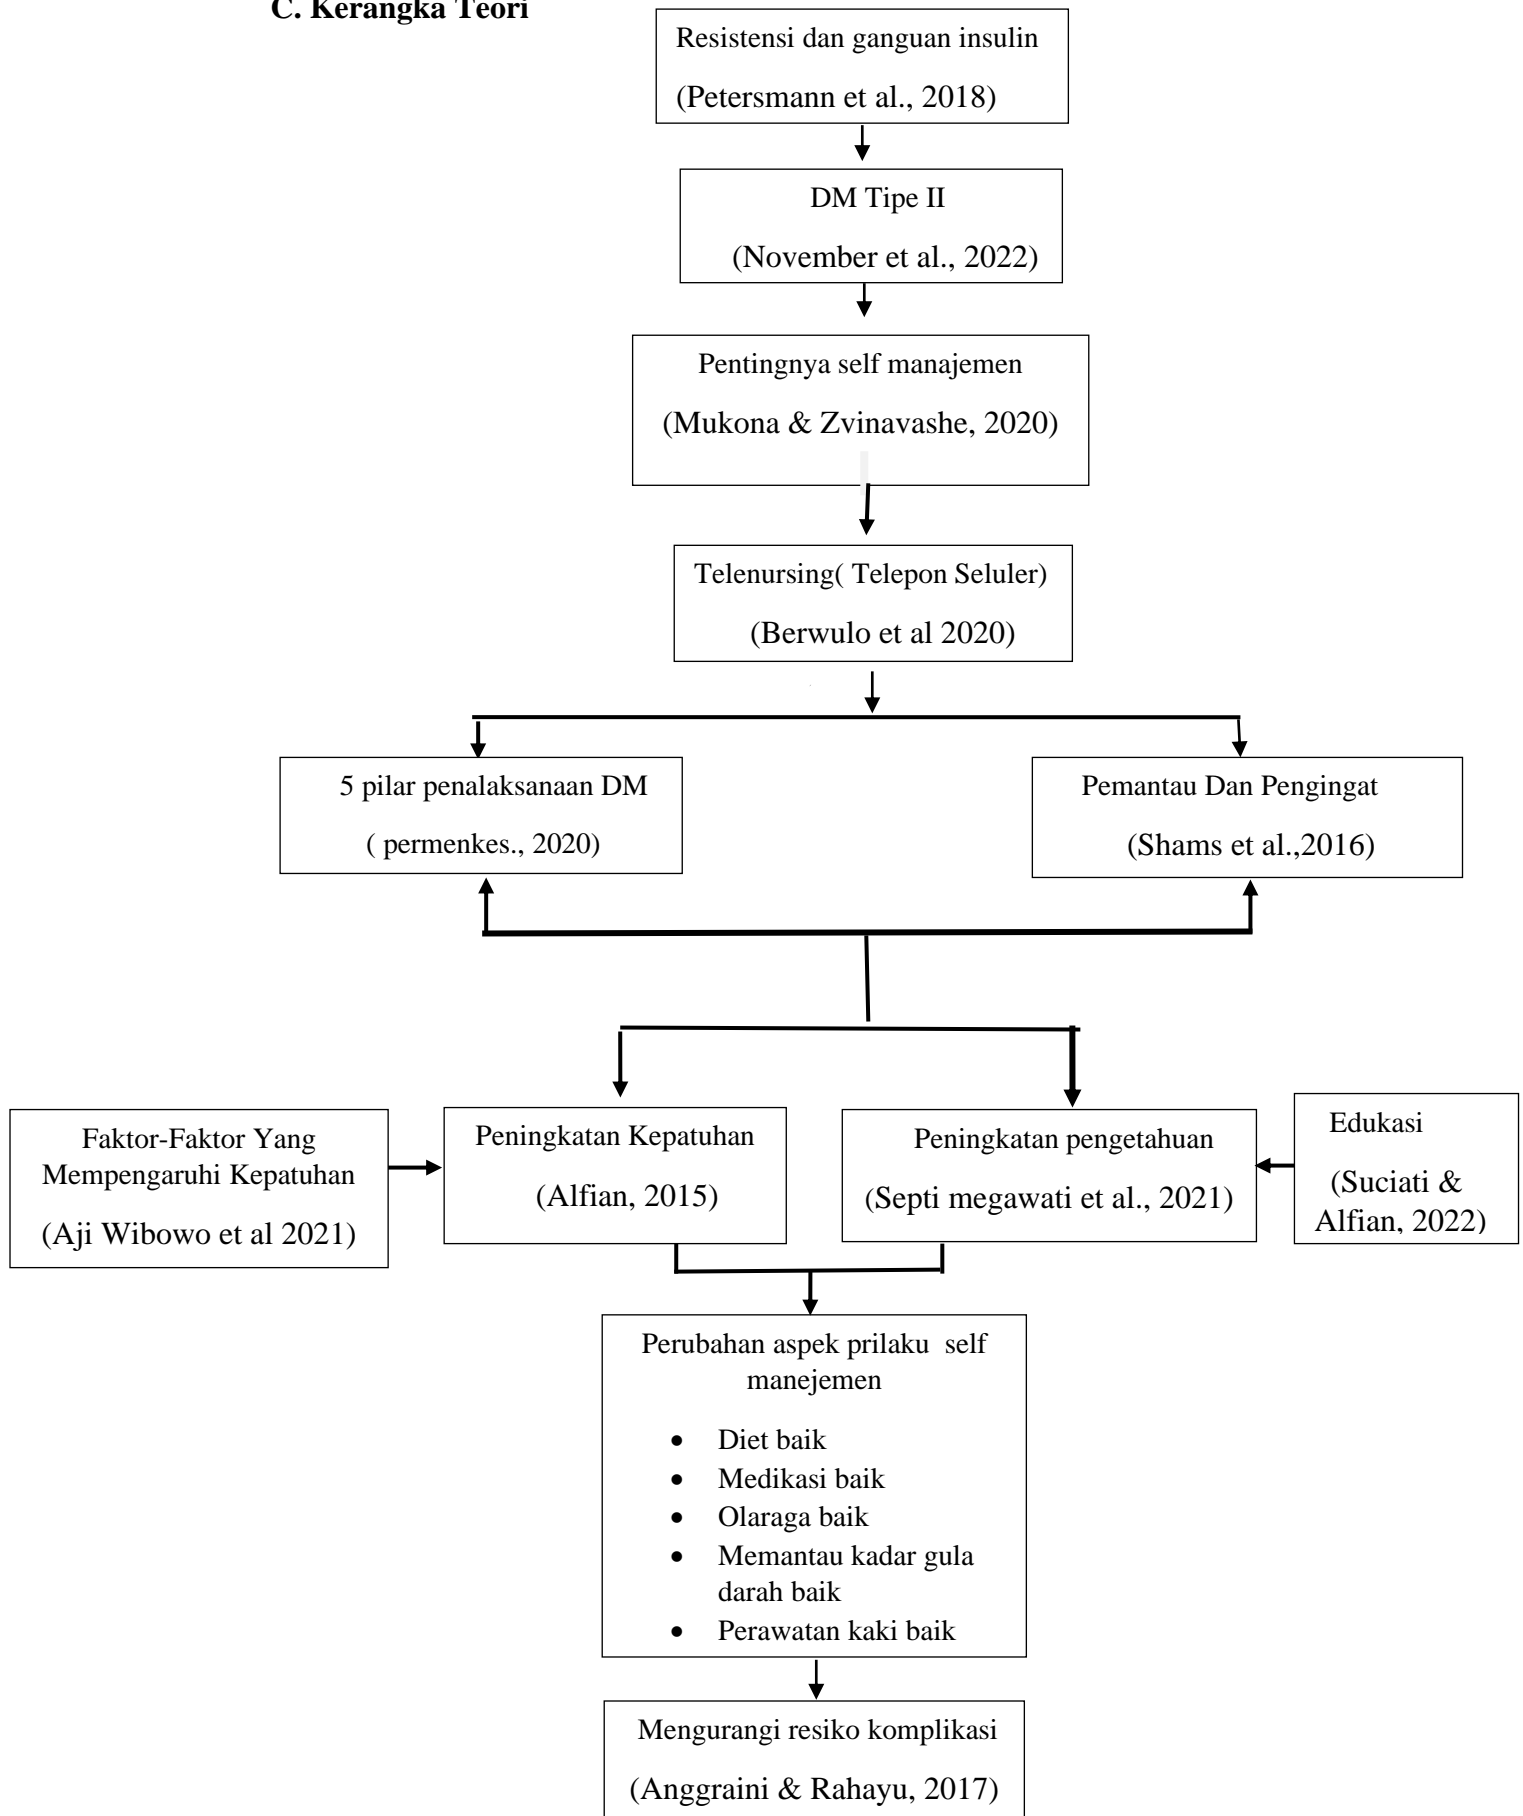 C. Kerangka Teori
Resistensi dan ganguan insulin
(Petersmann et al., 2018)
DM Tipe II
(November et al., 2022)
Pentingnya self manajemen
(Mukona & Zvinavashe, 2020)
Telenursing( Telepon Seluler)
(Berwulo et al 2020)
5 pilar penalaksanaan DM
( permenkes., 2020)
Pemantau Dan Pengingat
(Shams et al.,2016)
Faktor-Faktor Yang
Mempengaruhi Kepatuhan
(Aji Wibowo et al 2021)
Peningkatan Kepatuhan
(Alfian, 2015)
Peningkatan pengetahuan
(Septi megawati et al., 2021)
Edukasi
(Suciati &
Alfian, 2022)
Perubahan aspek prilaku  self
manejemen
• Diet baik
• Medikasi baik
• Olaraga baik
• Memantau kadar gula
darah baik
• Perawatan kaki baik
Mengurangi resiko komplikasi
(Anggraini & Rahayu, 2017)